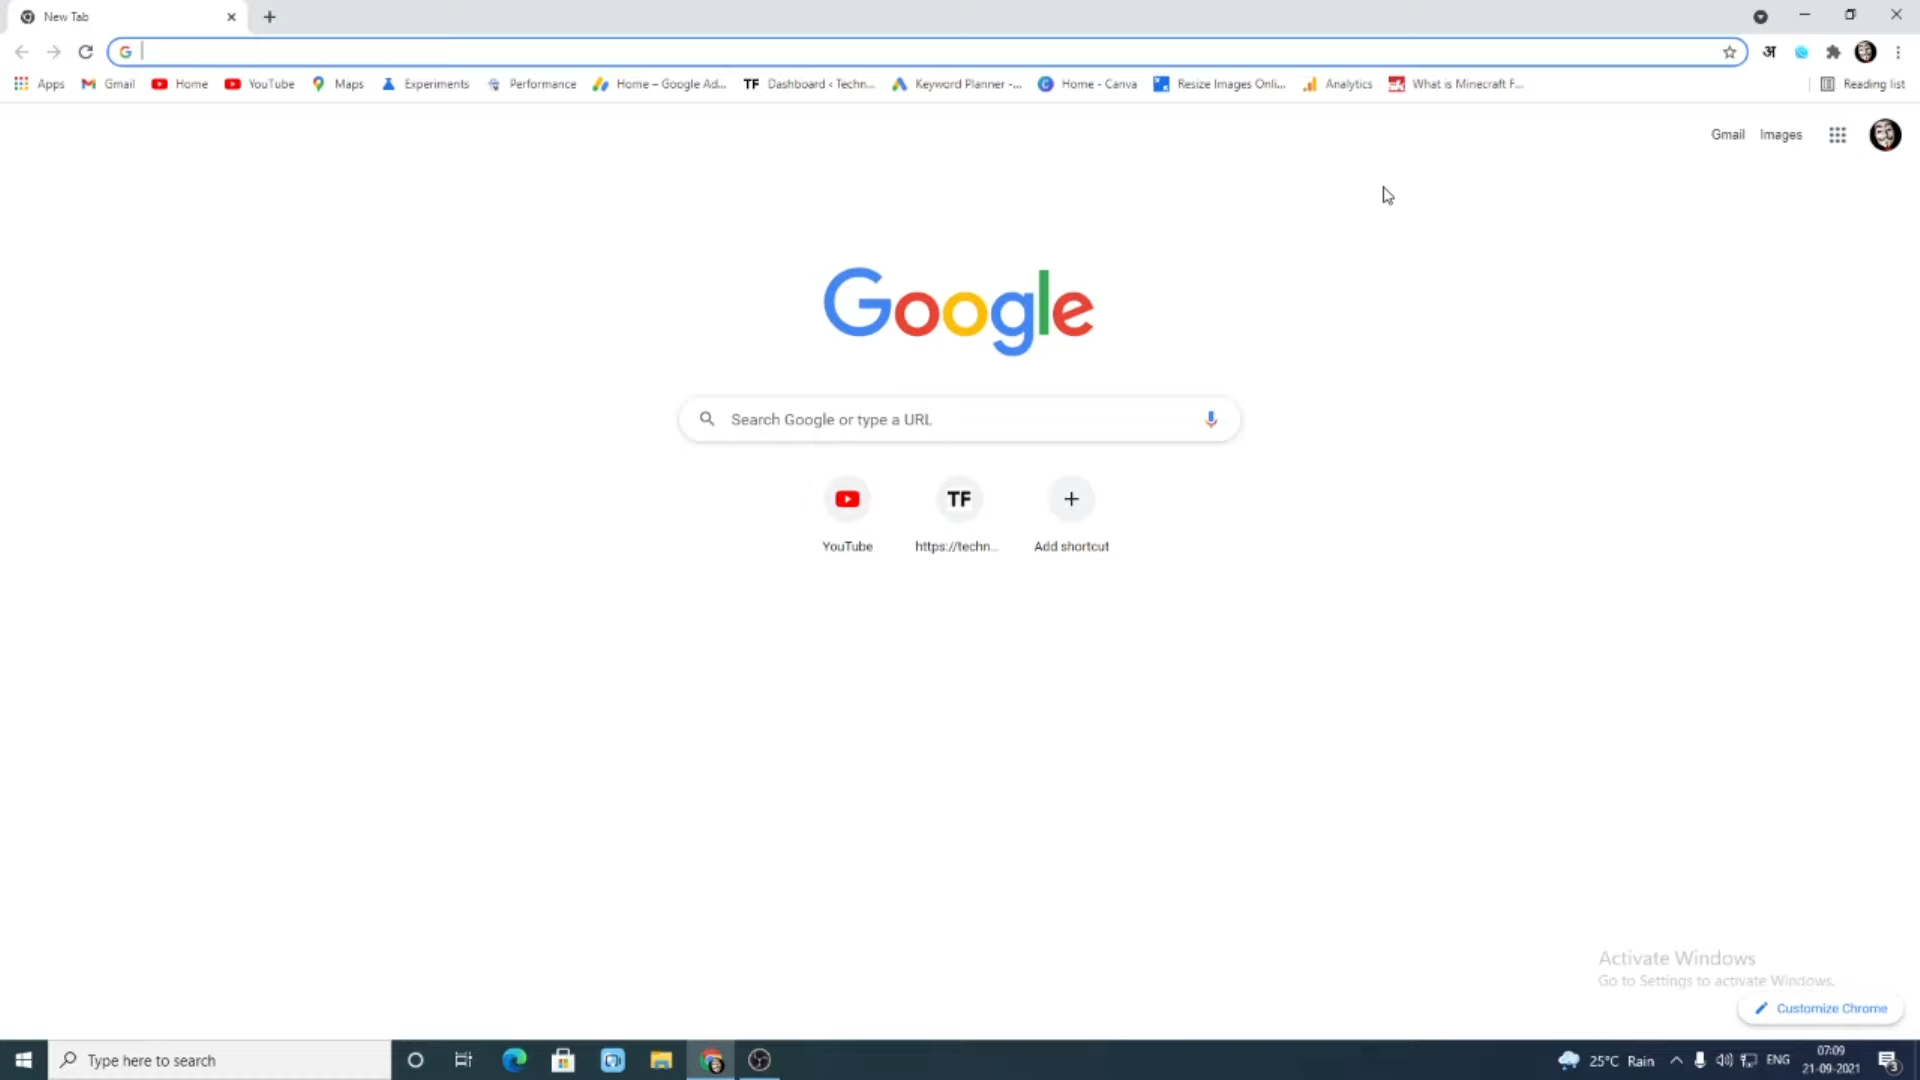 New Tab
Apps Gmail Home YouTube Maps Experiments Performance Home – Google Ad... TF Dashboard ‹ Techn... Keyword Planner -... Home - Canva Resize Images Onli... Analytics What is Minecraft F... Reading list
अ
Gmail Images
Google
Search Google or type a URL
TF
YouTube https://techn... Add shortcut
Activate Windows
Go to Settings to activate Windows.
Customize Chrome
Type here to search
25°C Rain ENG 07:09
21-09-2021
3